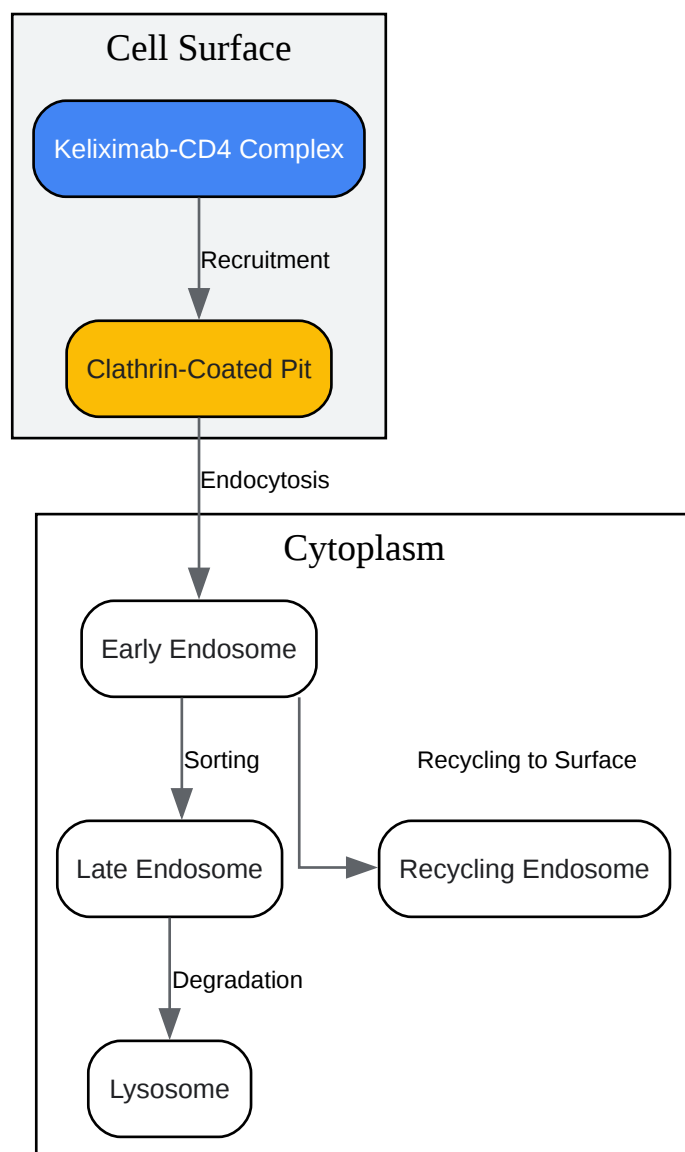 Cell Surface
Keliximab-CD4 Complex
Recruitment
Clathrin-Coated Pit
Endocytosis
Cytoplasm
Early Endosome
Sorting
Recycling to Surface
Late Endosome
Recycling Endosome
Degradation
Lysosome